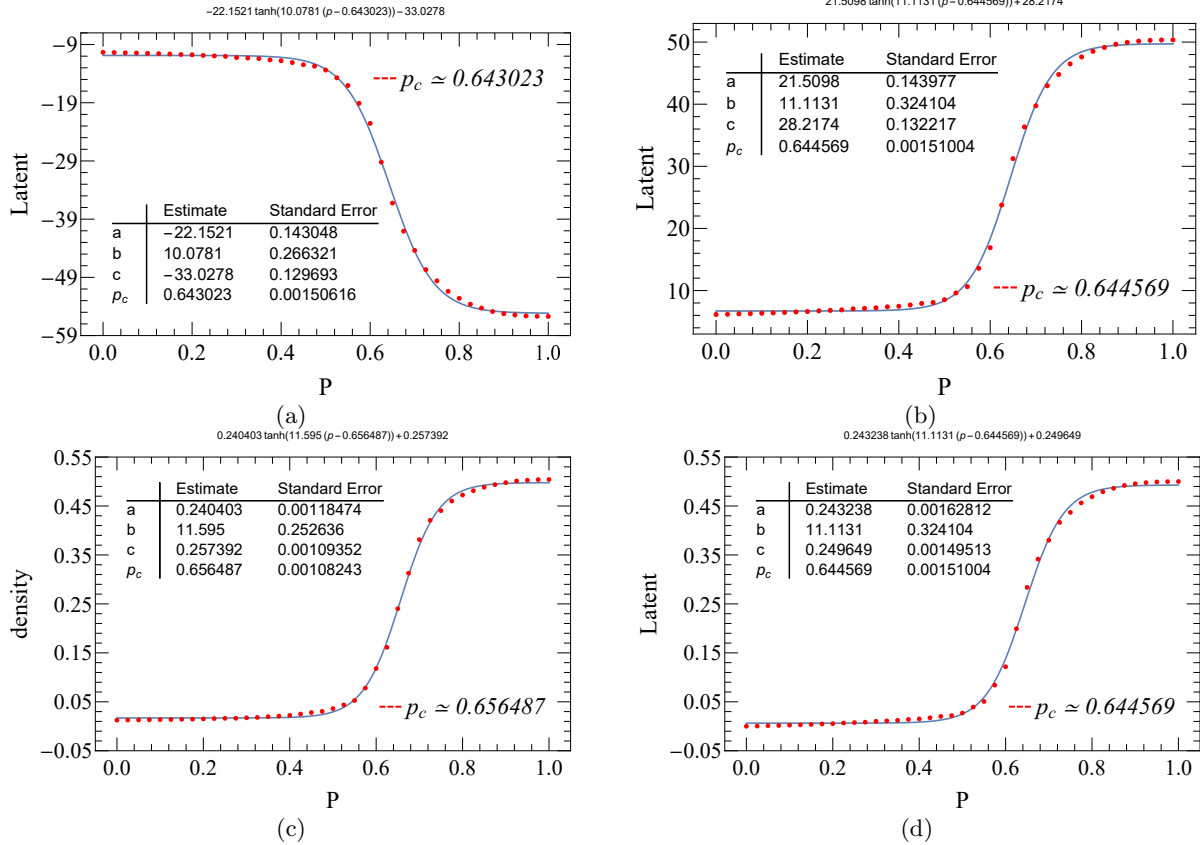 -22.1521 tanh(10.0781 (p-0.643023))-33.0278
-9
-19
-29
-39
-49
-59
Latent
p_c ≃ 0.643023
Estimate Standard Error
a -22.1521 0.143048
b 10.0781 0.266321
c -33.0278 0.129693
p_c 0.643023 0.00150616
0.0 0.2 0.4 0.6 0.8 1.0
P
(a)
21.5098 tanh(11.1131 (p-0.644569))+28.2174
50
40
30
20
10
Latent
Estimate Standard Error
a 21.5098 0.143977
b 11.1131 0.324104
c 28.2174 0.132217
p_c 0.644569 0.00151004
p_c ≃ 0.644569
0.0 0.2 0.4 0.6 0.8 1.0
P
(b)
0.240403 tanh(11.595 (p-0.656487))+0.257392
0.55
0.45
0.35
0.25
0.15
0.05
-0.05
density
Estimate Standard Error
a 0.240403 0.00118474
b 11.595 0.252636
c 0.257392 0.00109352
p_c 0.656487 0.00108243
p_c ≃ 0.656487
0.0 0.2 0.4 0.6 0.8 1.0
P
(c)
0.243238 tanh(11.1131 (p-0.644569))+0.249649
0.55
0.45
0.35
0.25
0.15
0.05
-0.05
Latent
Estimate Standard Error
a 0.243238 0.00162812
b 11.1131 0.324104
c 0.249649 0.00149513
p_c 0.644569 0.00151004
p_c ≃ 0.644569
0.0 0.2 0.4 0.6 0.8 1.0
P
(d)